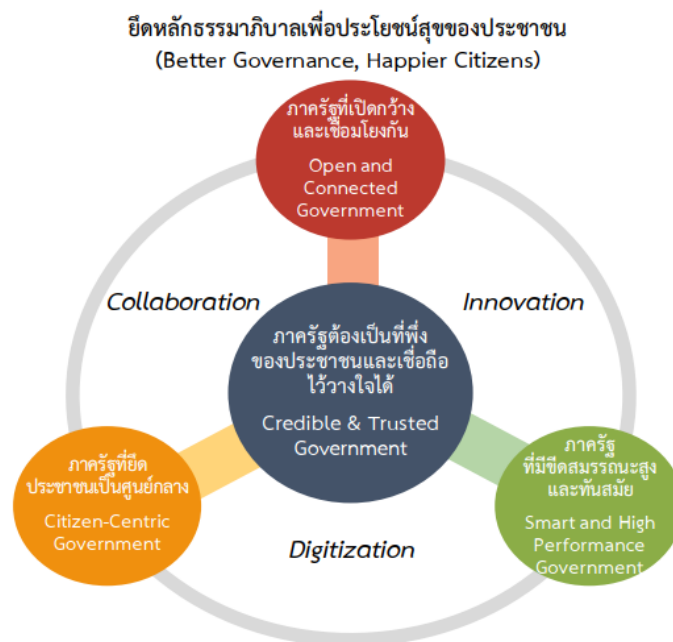 ยึดหลักธรรมาภิบาลเพื่อประโยชน์สุขของประชาชน
(Better Governance, Happier Citizens)
ภาครัฐที่เปิดกว้าง
และเชื่อมโยงกัน
Open and
Connected
Government
Collaboration
Innovation
ภาครัฐต้องเป็นที่พึ่ง
ของประชาชนและเชื่อถือ
ไว้วางใจได้
Credible & Trusted
Government
ภาครัฐที่ยึด
ประชาชนเป็นศูนย์กลาง
Citizen-Centric
Government
ภาครัฐ
ที่มีขีดสมรรถนะสูง
และทันสมัย
Smart and High
Performance
Government
Digitization